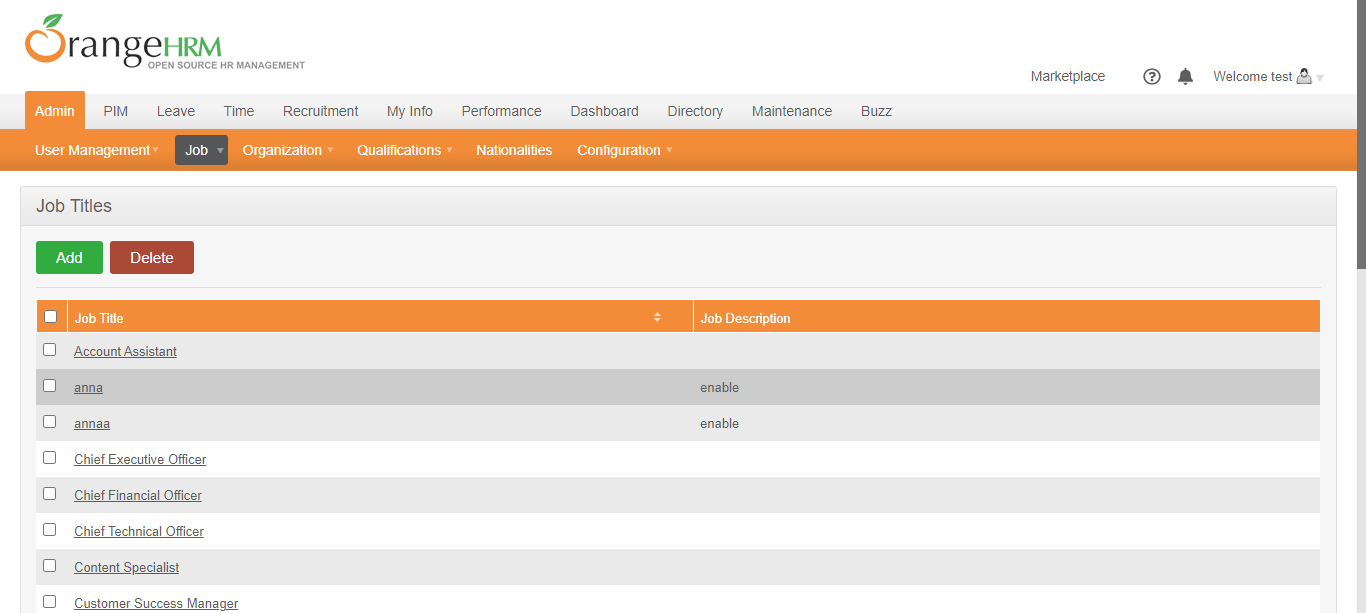 OrangeHRM
OPEN SOURCE HR MANAGEMENT
Marketplace ? Welcome test
Admin PIM Leave Time Recruitment My Info Performance Dashboard Directory Maintenance Buzz
User Management Job Organization Qualifications Nationalities Configuration
Job Titles
Add Delete
Job Title Job Description
Account Assistant
anna enable
annaa enable
Chief Executive Officer
Chief Financial Officer
Chief Technical Officer
Content Specialist
Customer Success Manager